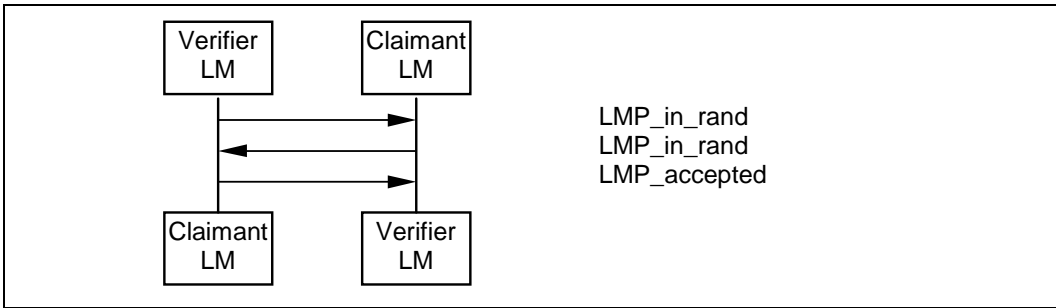 Verifier
LM
Claimant
LM
LMP_in_rand
LMP_in_rand
LMP_accepted
Claimant
LM
Verifier
LM